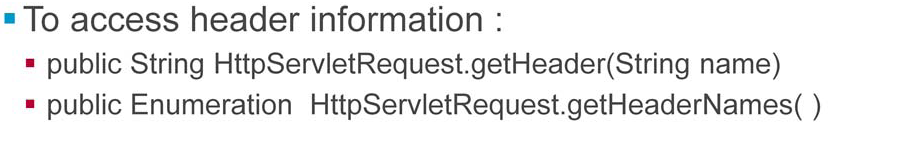 To access header information :
public String HttpServletRequest.getHeader(String name)
public Enumeration  HttpServletRequest.getHeaderNames( )